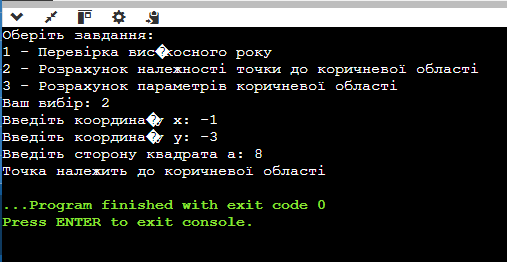 Оберіть завдання:
1 - Перевірка вис�косного року
2 - Розрахунок належності точки до коричневої області
3 - Розрахунок параметрів коричневої області
Ваш вибір: 2
Введіть координа�у x: -1
Введіть координа�у y: -3
Введіть сторону квадрата a: 8
Точка належить до коричневої області
...Program finished with exit code 0
Press ENTER to exit console.